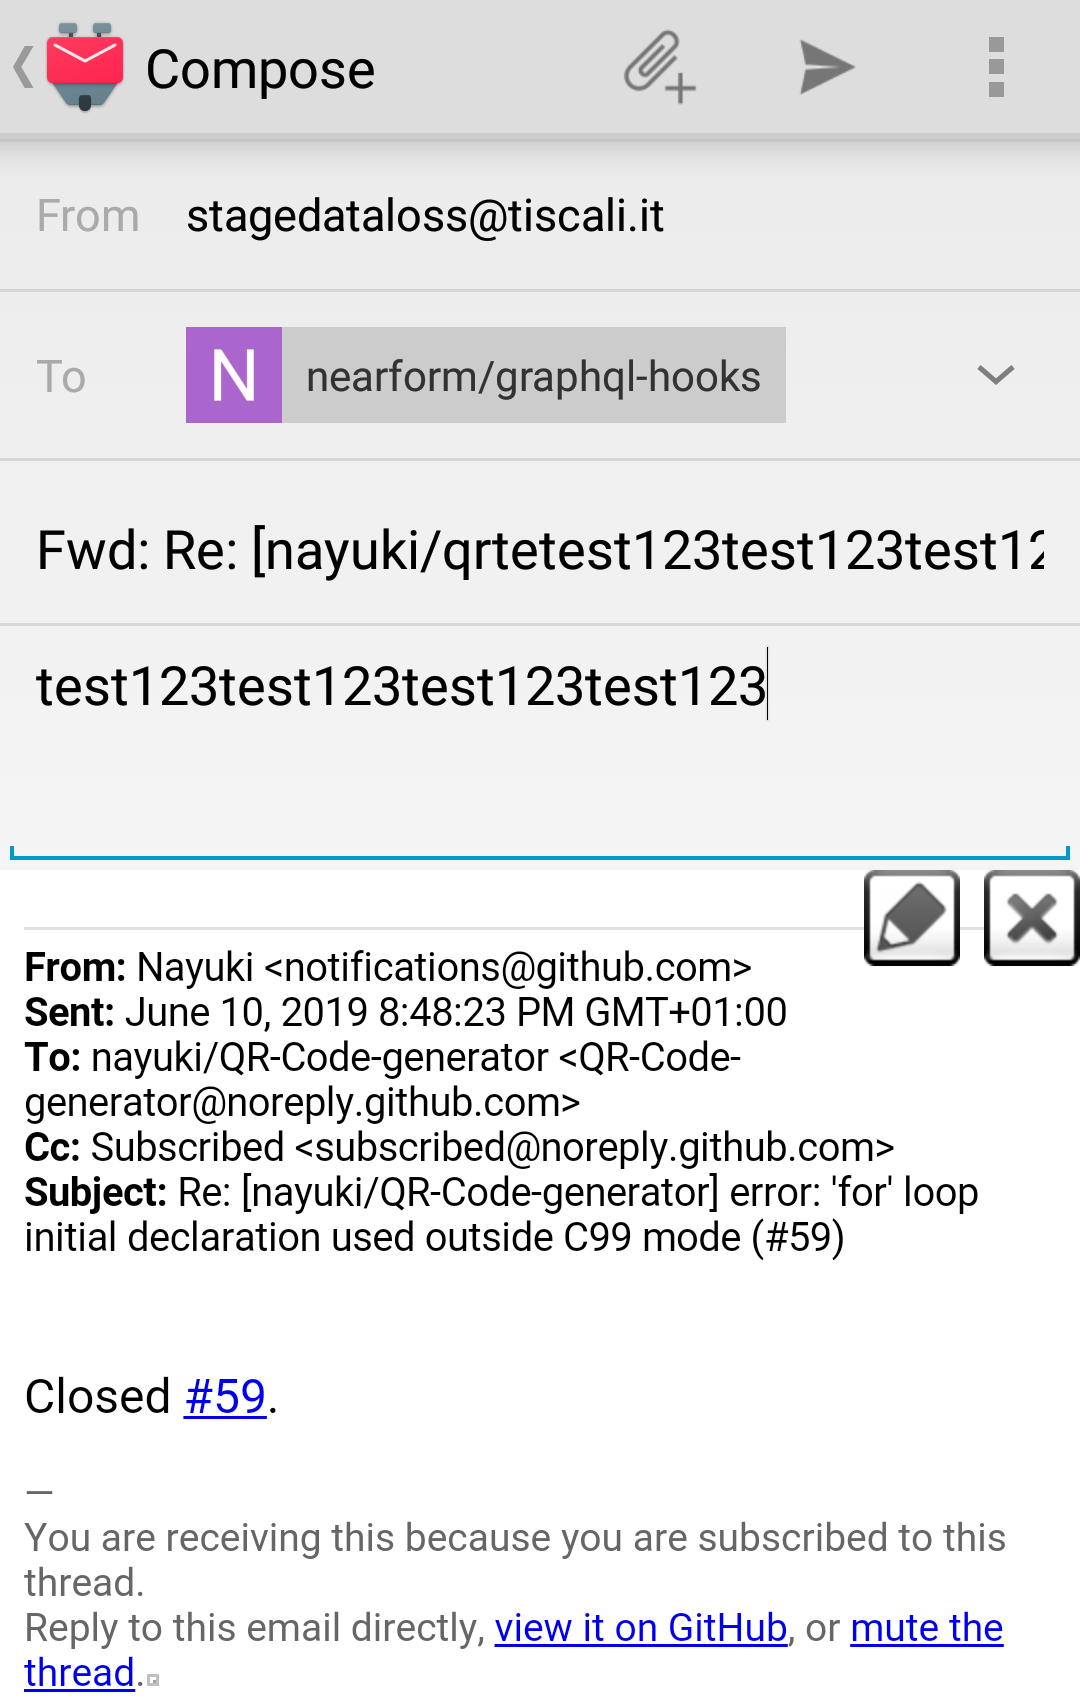 Compose
From stagedataloss@tiscali.it
To N nearform/graphql-hooks
Fwd: Re: [nayuki/qrtetest123test123test12
test123test123test123test123
From: Nayuki <notifications@github.com>
Sent: June 10, 2019 8:48:23 PM GMT+01:00
To: nayuki/QR-Code-generator <QR-Code-
generator@noreply.github.com>
Cc: Subscribed <subscribed@noreply.github.com>
Subject: Re: [nayuki/QR-Code-generator] error: 'for' loop
initial declaration used outside C99 mode (#59)
Closed #59.
—
You are receiving this because you are subscribed to this
thread.
Reply to this email directly, view it on GitHub, or mute the
thread.